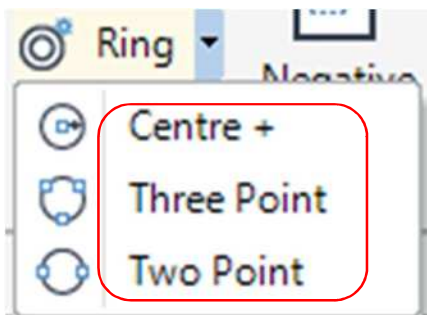 Ring
Negative
Centre +
Three Point
Two Point